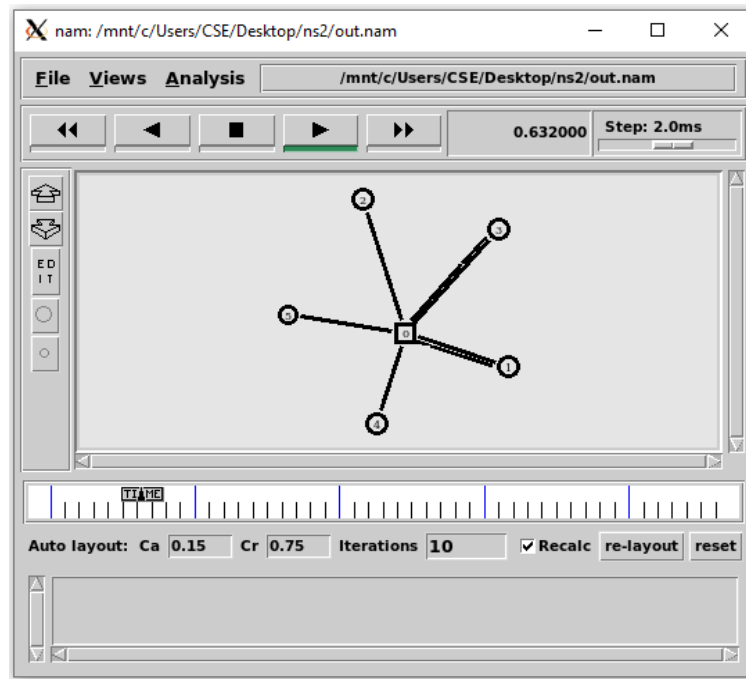 nam: /mnt/c/Users/CSE/Desktop/ns2/out.nam
File Views Analysis /mnt/c/Users/CSE/Desktop/ns2/out.nam
0.632000 Step: 2.0ms
2
3
E D
I T
5
0
1
4
TIME
Auto layout: Ca 0.15 Cr 0.75 Iterations 10 Recalc re-layout reset